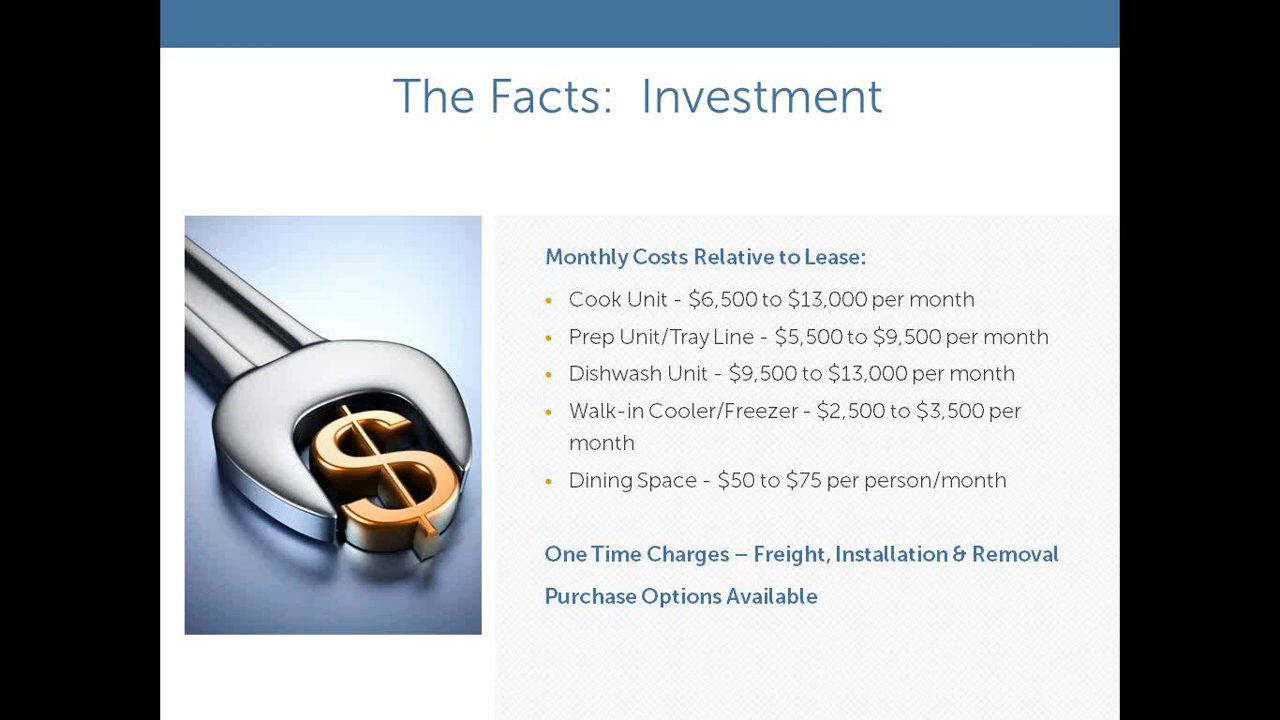 The Facts: Investment
Monthly Costs Relative to Lease:
• Cook Unit - $6,500 to $13,000 per month
• Prep Unit/Tray Line - $5,500 to $9,500 per month
• Dishwash Unit - $9,500 to $13,000 per month
• Walk-in Cooler/Freezer - $2,500 to $3,500 per
month
• Dining Space - $50 to $75 per person/month
One Time Charges – Freight, Installation & Removal
Purchase Options Available